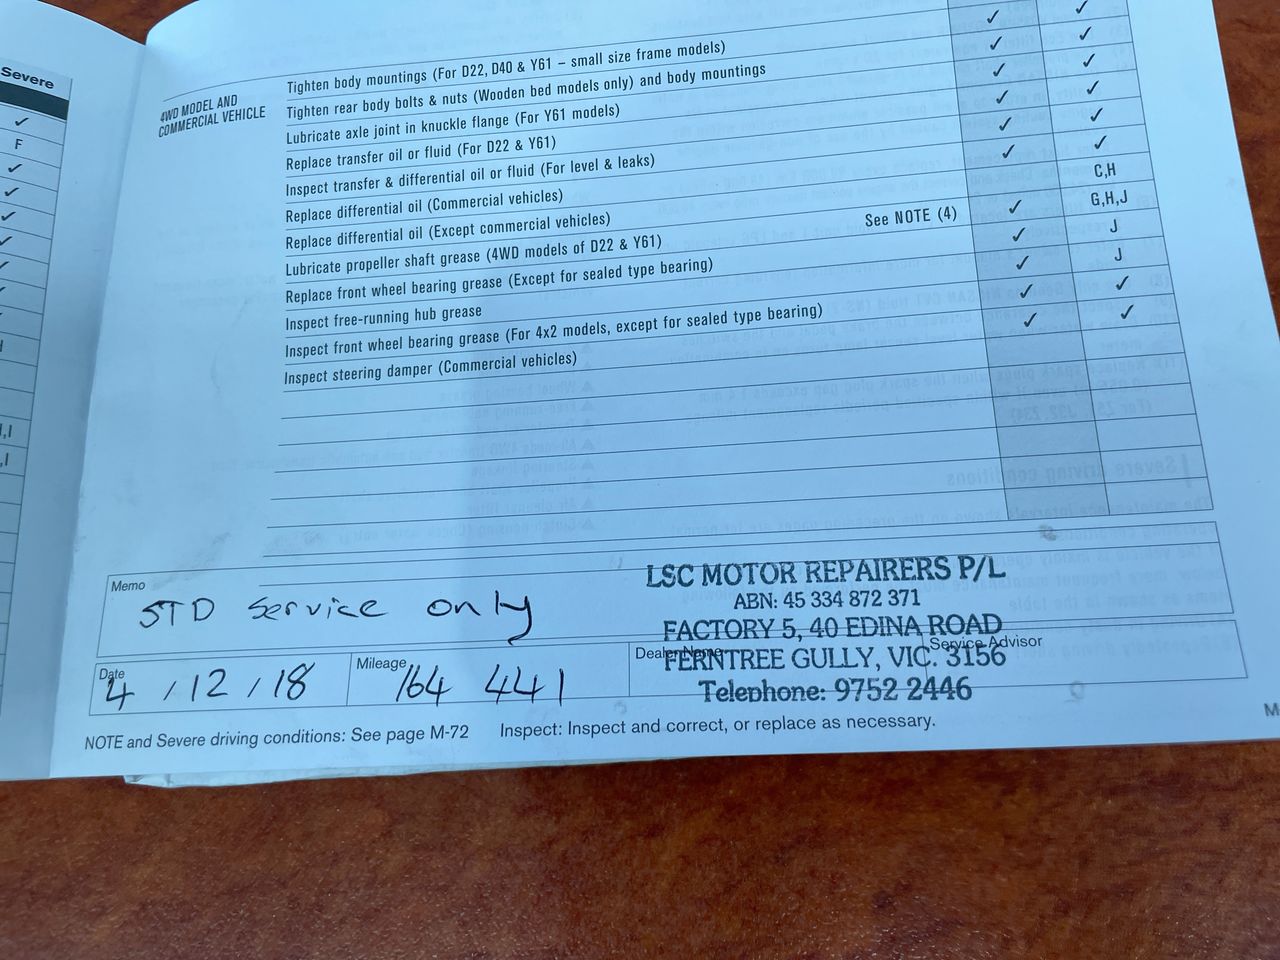 Severe
F
4WD MODEL AND
COMMERCIAL VEHICLE
Tighten body mountings (For D22, D40 & Y61 – small size frame models)
Tighten rear body bolts & nuts (Wooden bed models only) and body mountings
Lubricate axle joint in knuckle flange (For Y61 models)
Replace transfer oil or fluid (For D22 & Y61)
Inspect transfer & differential oil or fluid (For level & leaks)
Replace differential oil (Commercial vehicles)
C,H
Replace differential oil (Except commercial vehicles)
See NOTE (4)
G,H,J
Lubricate propeller shaft grease (4WD models of D22 & Y61)
J
Replace front wheel bearing grease (Except for sealed type bearing)
J
Inspect free-running hub grease
Inspect front wheel bearing grease (For 4x2 models, except for sealed type bearing)
Inspect steering damper (Commercial vehicles)
Memo
STD Service only
LSC MOTOR REPAIRERS P/L
ABN: 45 334 872 371
FACTORY 5, 40 EDINA ROAD
FERNTREE GULLY, VIC. 3156
Telephone: 9752 2446
Date
4 / 12 / 18
Mileage
164 441
Dealer Name
Service Advisor
NOTE and Severe driving conditions: See page M-72 Inspect: Inspect and correct, or replace as necessary.